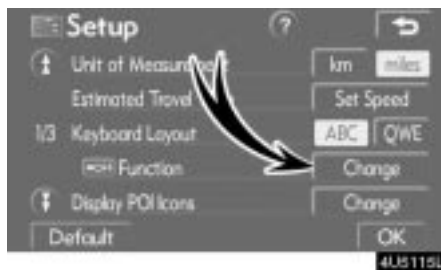 Setup ?
Unit of Measurement km miles
Estimated Travel Set Speed
1/3 Keyboard Layout ABC QWE
Function Change
Display POI Icons Change
Default OK
4U5115L